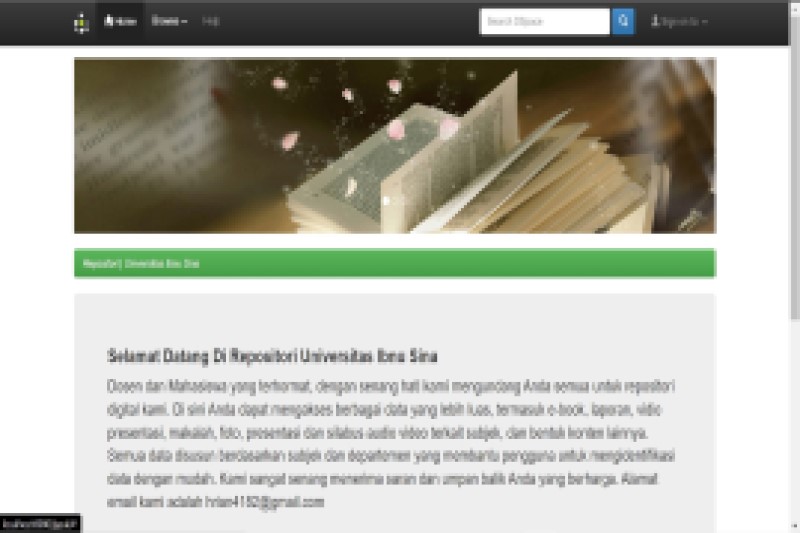 Home Browse Help Search DSpace Sign on to
Repositori Universitas Ibnu Sina
Selamat Datang Di Repositori Universitas Ibnu Sina
Dosen dan Mahasiswa yang terhormat, dengan senang hati kami mengundang Anda semua untuk repositori
digital kami. Di sini Anda dapat mengakses berbagai data yang lebih luas, termasuk e-book, laporan, vidio
presentasi, makalah, foto, presentasi dan silabus audio video terkait subjek, dan bentuk konten lainnya.
Semua data disusun berdasarkan subjek dan departemen yang membantu pengguna untuk mengidentifikasi
data dengan mudah. Kami sangat senang menerima saran dan umpan balik Anda yang berharga. Alamat
email kami adalah